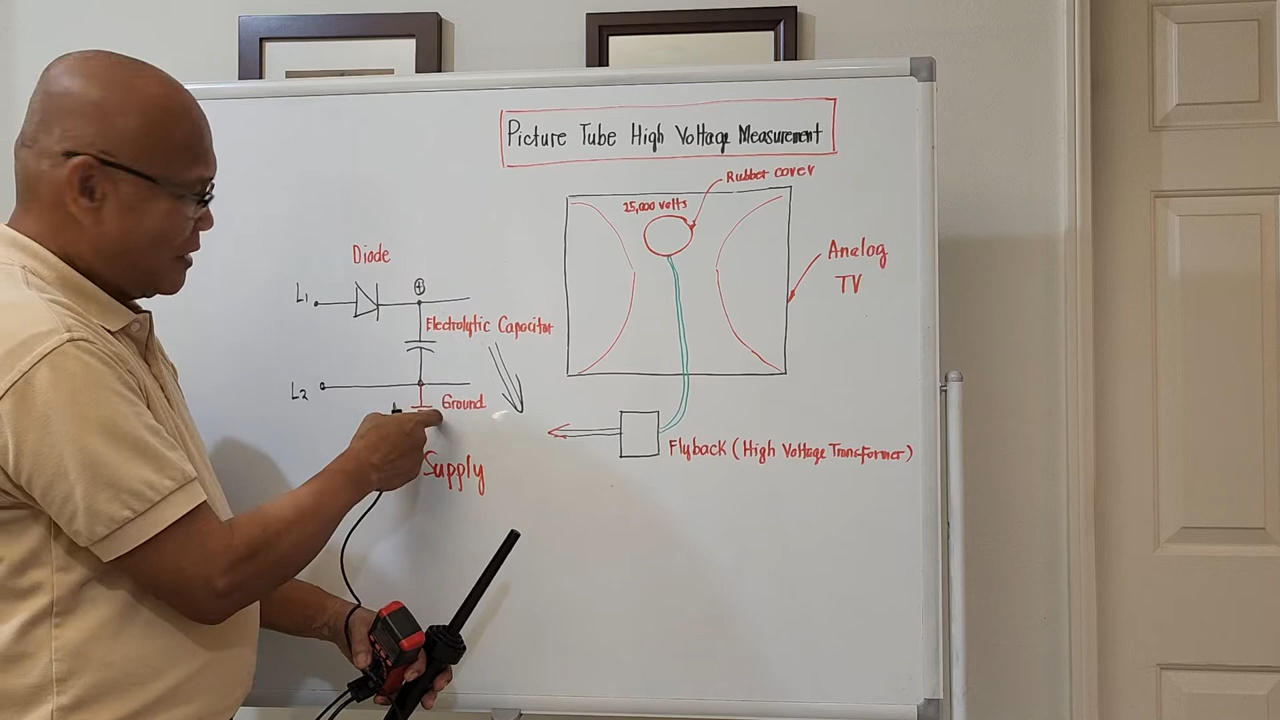 Picture Tube High Voltage Measurement
Rubber cover
25,000 volts
Analog
TV
Diode
L1
+
Electrolytic Capacitor
L2
Ground
Supply
Flyback (High Voltage Transformer)